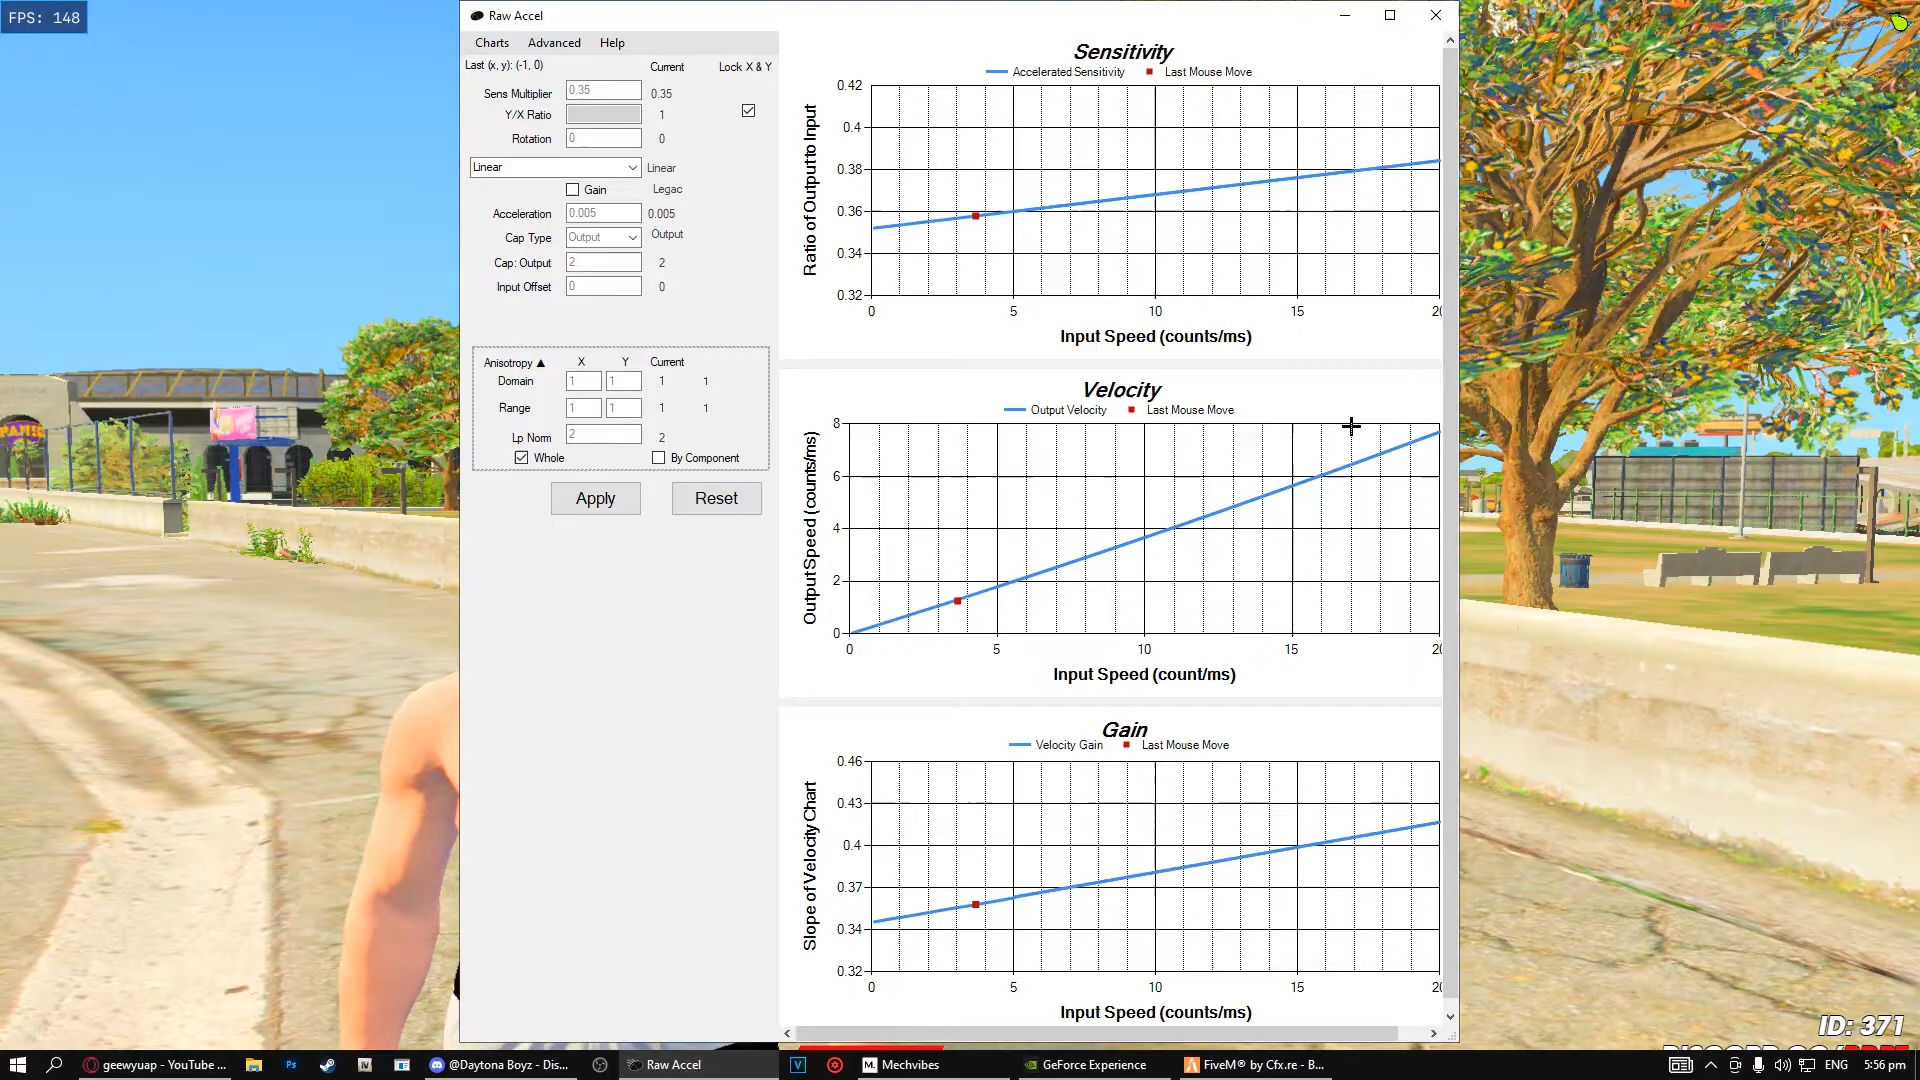 FPS: 148
Raw Accel
Charts Advanced Help
Last (x, y): (-1, 0) Current Lock X & Y
Sens Multiplier 0.35 0.35
Y/X Ratio 1
Rotation 0 0
Linear Linear
Gain Legac
Acceleration 0.005 0.005
Cap Type Output Output
Cap: Output 2 2
Input Offset 0 0
Anisotropy ▲ X Y Current
Domain 1 1 1 1
Range 1 1 1 1
Lp Norm 2 2
Whole By Component
Apply Reset
Sensitivity
Accelerated Sensitivity Last Mouse Move
Ratio of Output to Input
0.42
0.4
0.38
0.36
0.34
0.32
0 5 10 15 20
Input Speed (counts/ms)
Velocity
Output Velocity Last Mouse Move
Output Speed (counts/ms)
8
6
4
2
0
0 5 10 15 20
Input Speed (count/ms)
Gain
Velocity Gain Last Mouse Move
Slope of Velocity Chart
0.46
0.43
0.4
0.37
0.34
0.32
0 5 10 15 20
Input Speed (counts/ms)
ID: 371
geewyuap - YouTube ... @Daytona Boyz - Dis... Raw Accel Mechvibes GeForce Experience FiveM® by Cfx.re - B... ENG 5:56 pm